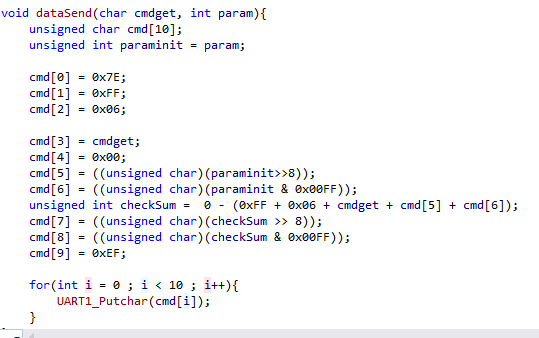 void dataSend(char cmdget, int param){
    unsigned char cmd[10];
    unsigned int paraminit = param;

    cmd[0] = 0x7E;
    cmd[1] = 0xFF;
    cmd[2] = 0x06;

    cmd[3] = cmdget;
    cmd[4] = 0x00;
    cmd[5] = ((unsigned char)(paraminit>>8));
    cmd[6] = ((unsigned char)(paraminit & 0x00FF));
    unsigned int checkSum =  0 - (0xFF + 0x06 + cmdget + cmd[5] + cmd[6]);
    cmd[7] = ((unsigned char)(checkSum >> 8));
    cmd[8] = ((unsigned char)(checkSum & 0x00FF));
    cmd[9] = 0xEF;

    for(int i = 0 ; i < 10 ; i++){
        UART1_Putchar(cmd[i]);
    }